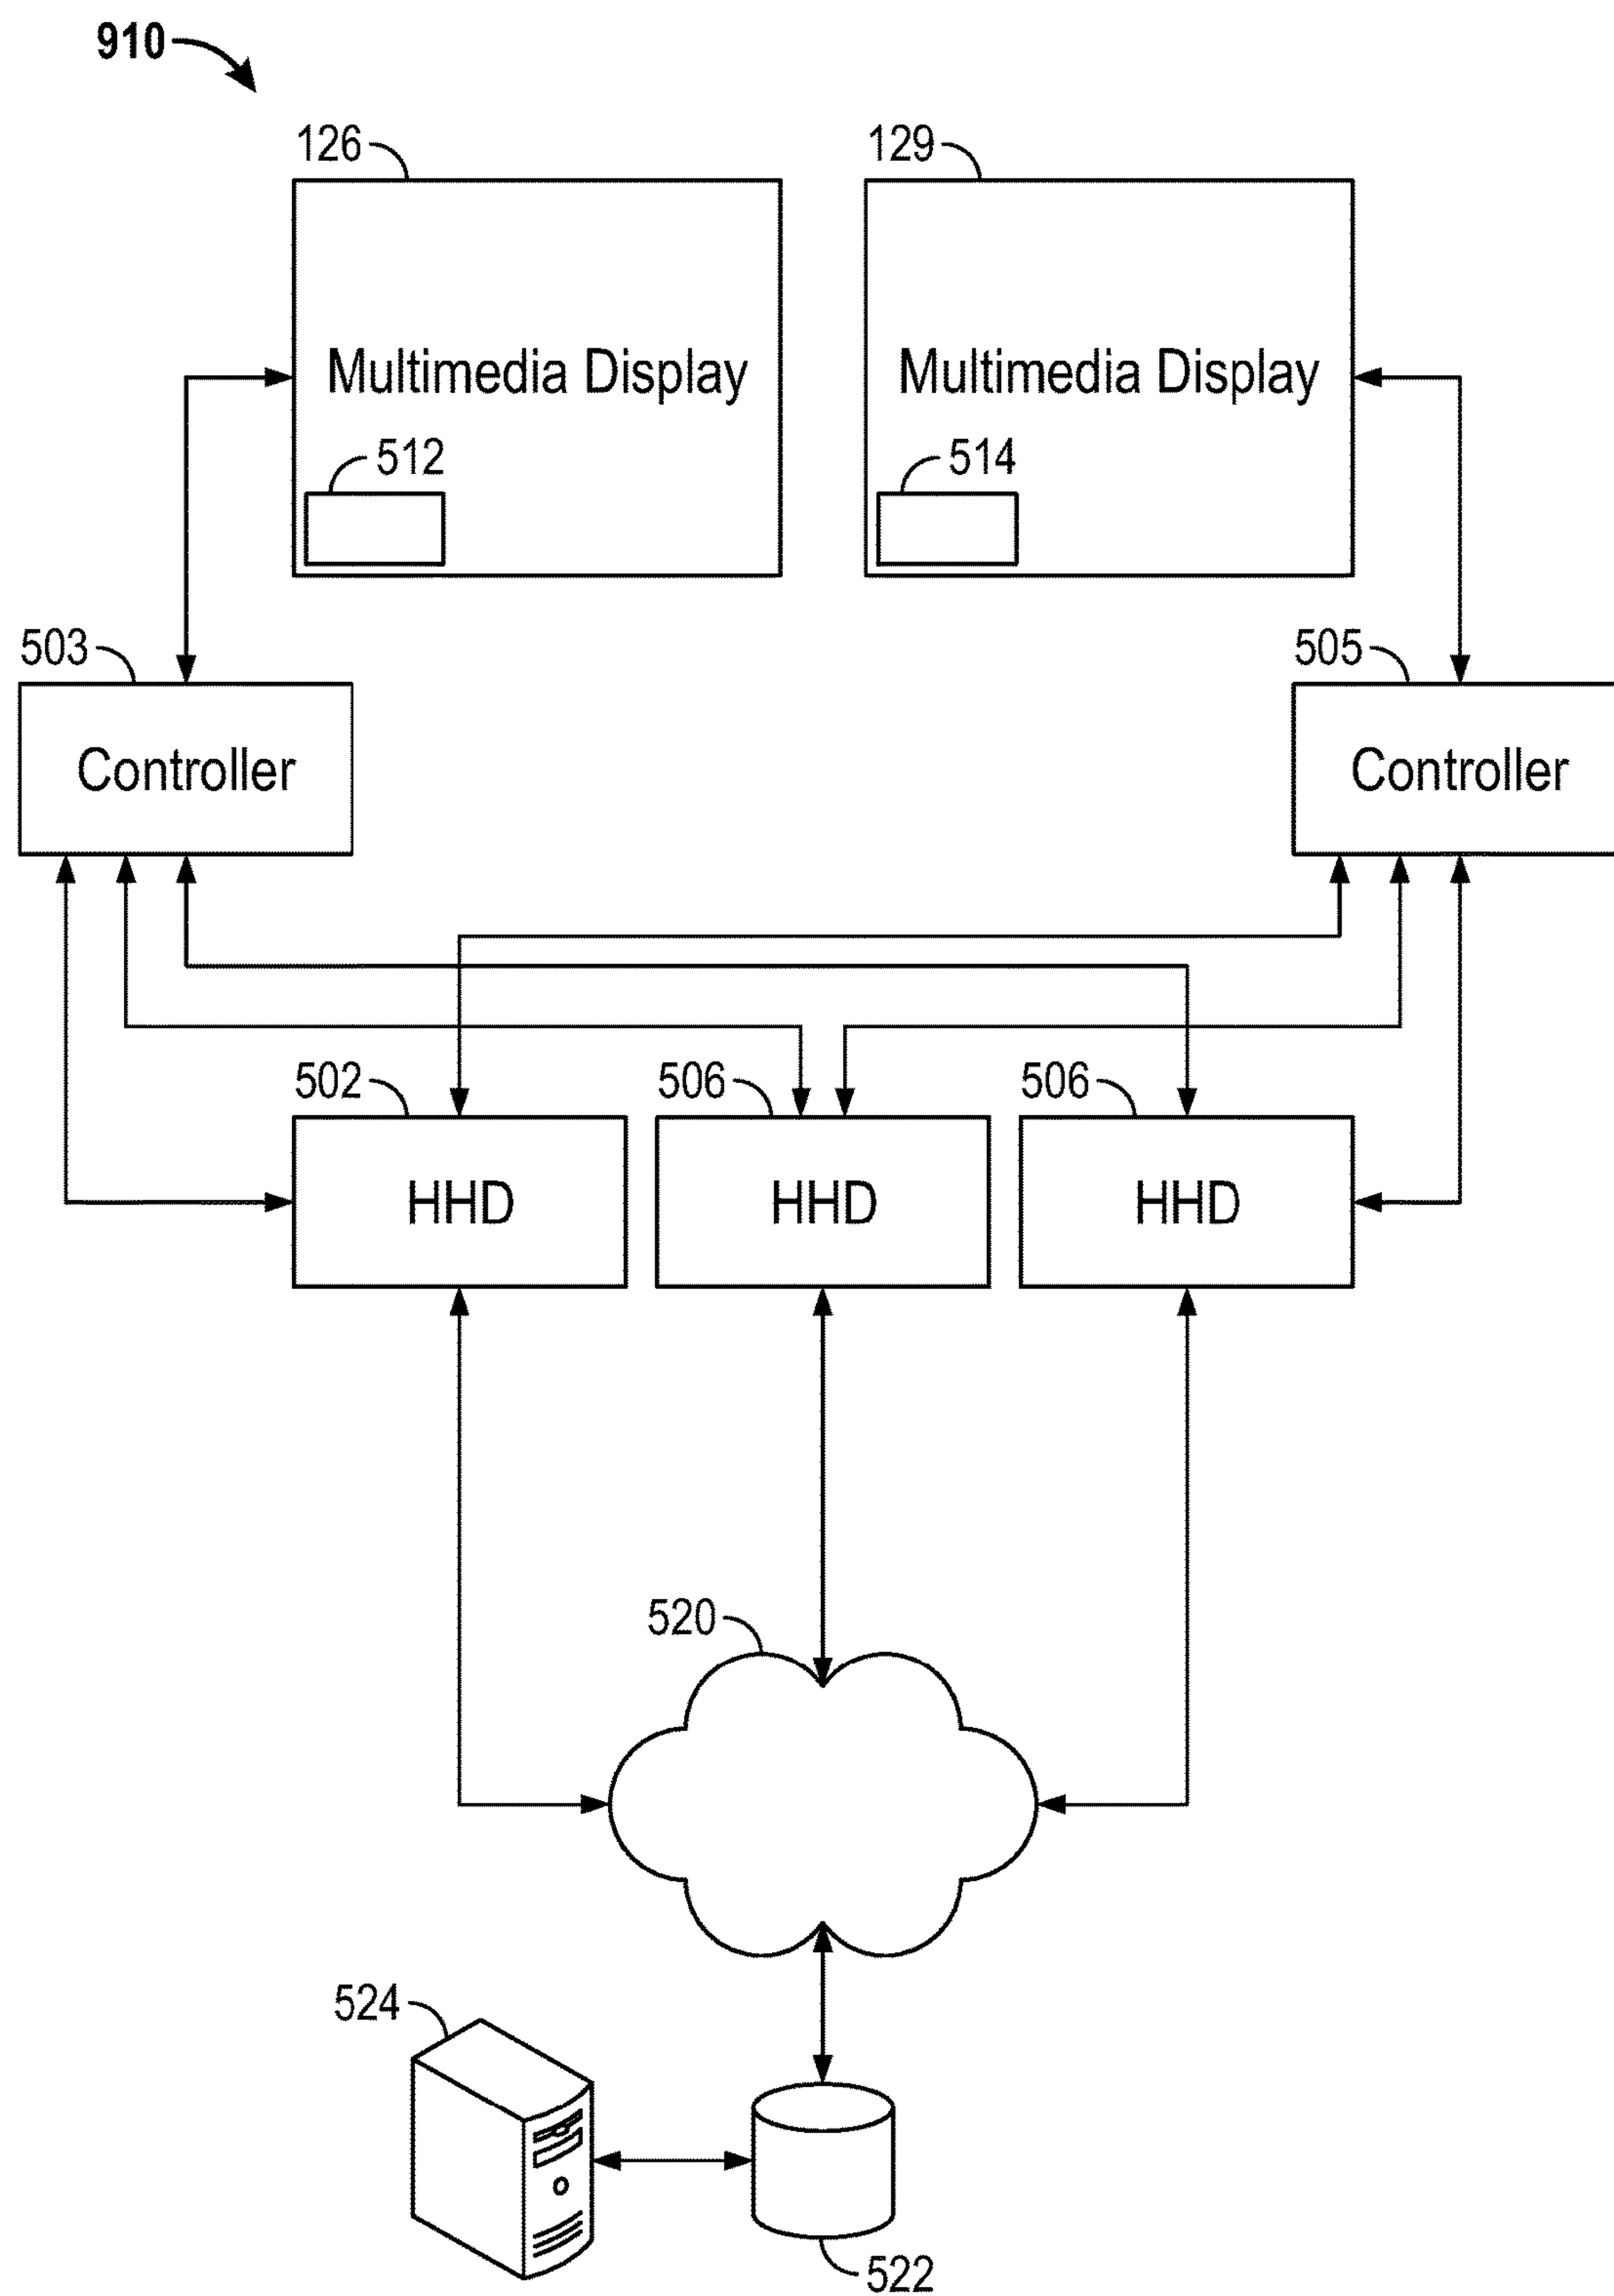 910
126
129
Multimedia Display
Multimedia Display
512
514
503
505
Controller
Controller
502
506
506
HHD
HHD
HHD
520
524
522